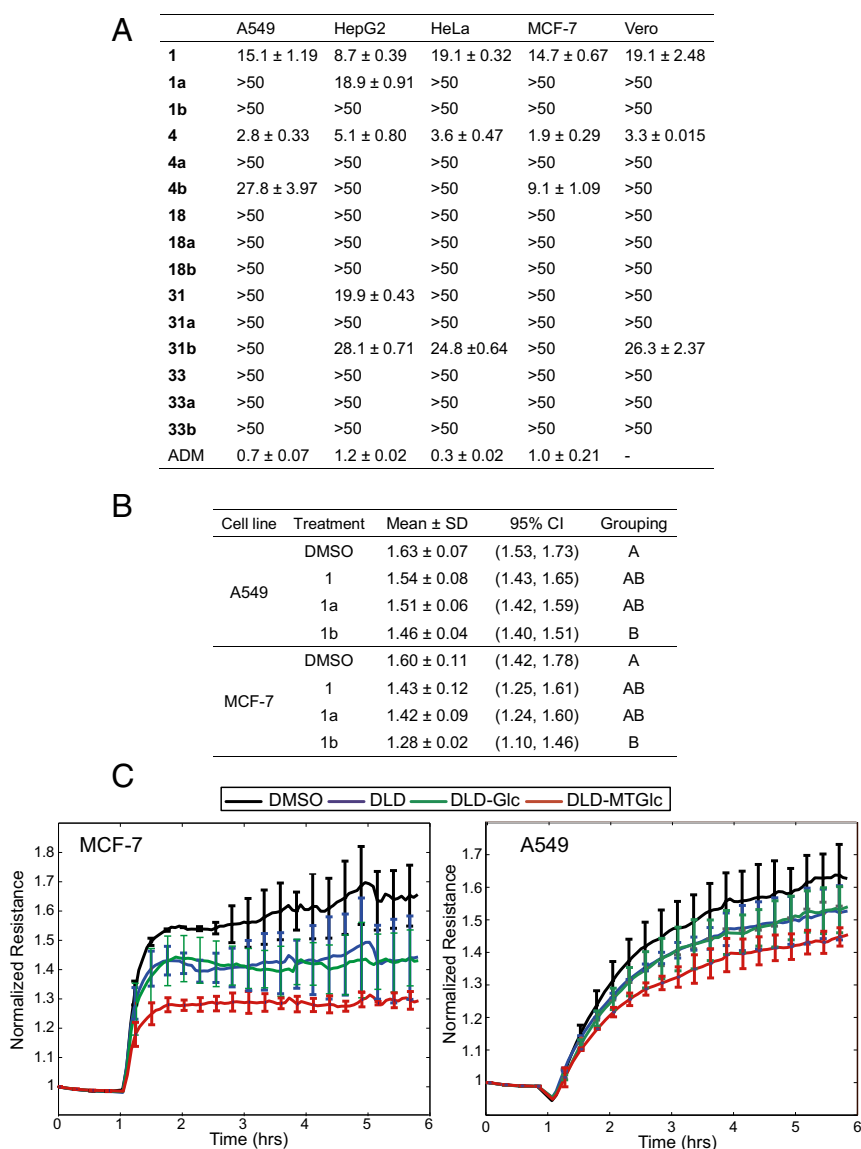 A
A549 HepG2 HeLa MCF-7 Vero
1 15.1 ± 1.19 8.7 ± 0.39 19.1 ± 0.32 14.7 ± 0.67 19.1 ± 2.48
1a >50 18.9 ± 0.91 >50 >50 >50
1b >50 >50 >50 >50 >50
4 2.8 ± 0.33 5.1 ± 0.80 3.6 ± 0.47 1.9 ± 0.29 3.3 ± 0.015
4a >50 >50 >50 >50 >50
4b 27.8 ± 3.97 >50 >50 9.1 ± 1.09 >50
18 >50 >50 >50 >50 >50
18a >50 >50 >50 >50 >50
18b >50 >50 >50 >50 >50
31 >50 19.9 ± 0.43 >50 >50 >50
31a >50 >50 >50 >50 >50
31b >50 28.1 ± 0.71 24.8 ±0.64 >50 26.3 ± 2.37
33 >50 >50 >50 >50 >50
33a >50 >50 >50 >50 >50
33b >50 >50 >50 >50 >50
ADM 0.7 ± 0.07 1.2 ± 0.02 0.3 ± 0.02 1.0 ± 0.21 -
B
Cell line Treatment Mean ± SD 95% CI Grouping
A549
DMSO 1.63 ± 0.07 (1.53, 1.73) A
1 1.54 ± 0.08 (1.43, 1.65) AB
1a 1.51 ± 0.06 (1.42, 1.59) AB
1b 1.46 ± 0.04 (1.40, 1.51) B
MCF-7
DMSO 1.60 ± 0.11 (1.42, 1.78) A
1 1.43 ± 0.12 (1.25, 1.61) AB
1a 1.42 ± 0.09 (1.24, 1.60) AB
1b 1.28 ± 0.02 (1.10, 1.46) B
C
DMSO DLD DLD-Glc DLD-MTGlc
MCF-7
Normalized Resistance
1.8
1.7
1.6
1.5
1.4
1.3
1.2
1.1
1
0 1 2 3 4 5 6
Time (hrs)
A549
Normalized Resistance
1.7
1.6
1.5
1.4
1.3
1.2
1.1
1
0 1 2 3 4 5 6
Time (hrs)